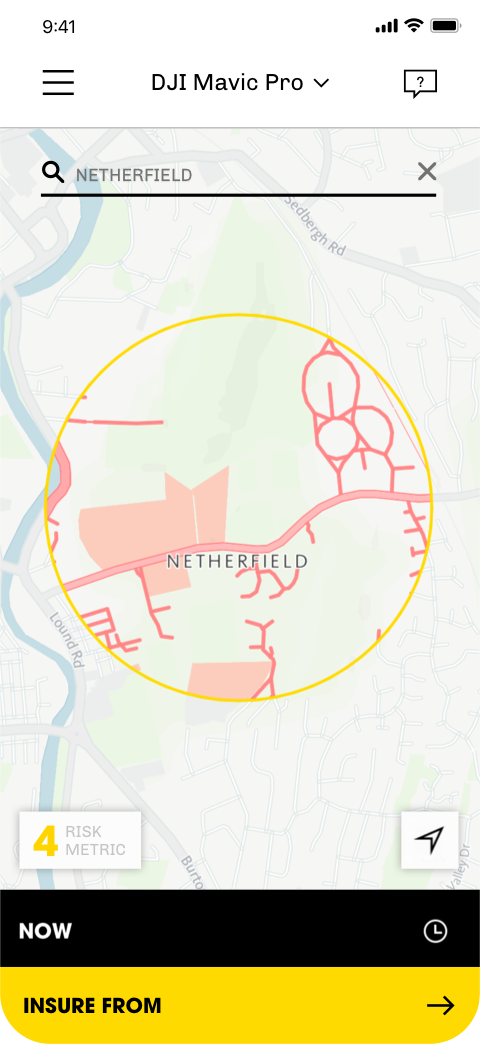 9:41
DJI Mavic Pro
?
NETHERFIELD
Sedbergh Rd
NETHERFIELD
Lound Rd
4 RISK
METRIC
Burto
Valley Dr
NOW
INSURE FROM